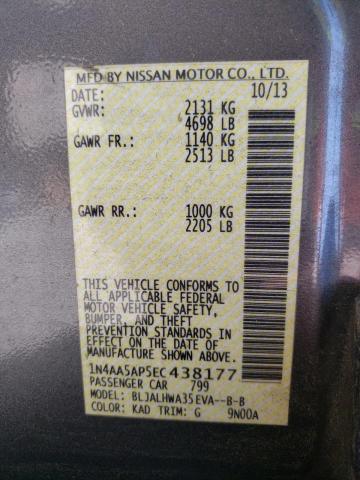 MFD BY NISSAN MOTOR CO., LTD.
DATE: 10/13
GVWR: 2131 KG
4698 LB
GAWR FR.: 1140 KG
2513 LB
GAWR RR.: 1000 KG
2205 LB
THIS VEHICLE CONFORMS TO
ALL APPLICABLE FEDERAL
MOTOR VEHICLE SAFETY,
BUMPER, AND THEFT
PREVENTION STANDARDS IN
EFFECT ON THE DATE OF
MANUFACTURE SHOWN ABOVE.
1N4AA5AP5EC438177
PASSENGER CAR 799
MODEL: BLJALHWA35EVA--B-B
COLOR: KAD TRIM: G 9N00A